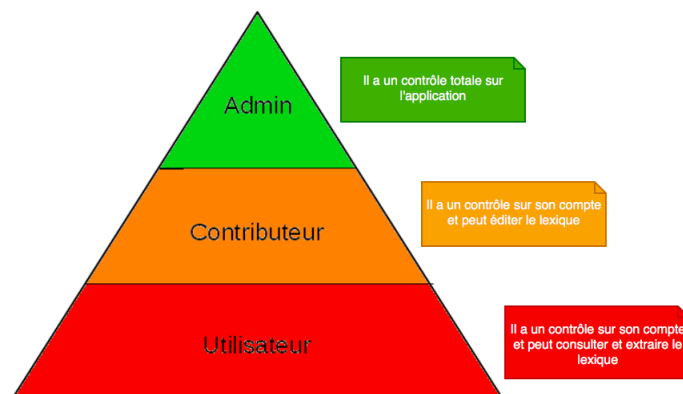 Admin
Il a un contrôle totale sur
l'application
Contributeur
Il a un contrôle sur son compte
et peut éditer le lexique
Utilisateur
Il a un contrôle sur son compte
et peut consulter et extraire le
lexique